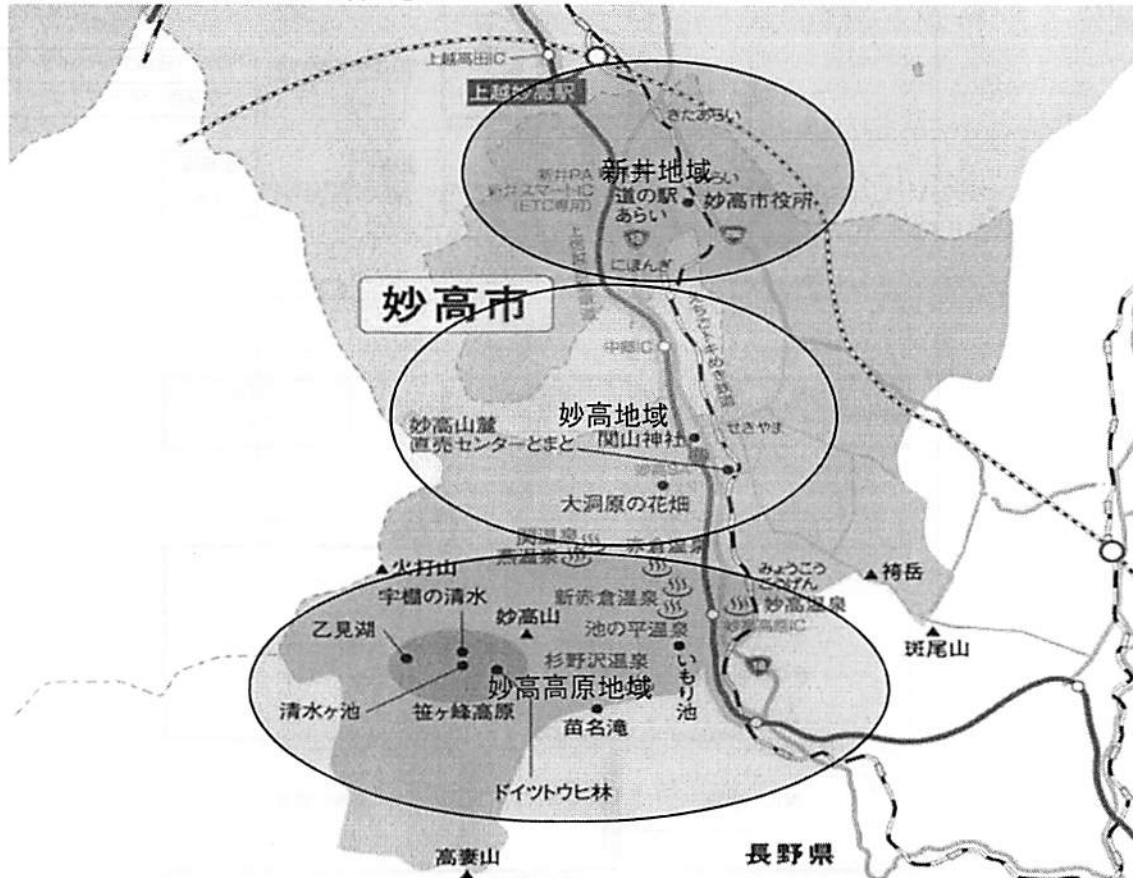 上越高田IC
上越妙高駅
きたあらい
新井地域
新井PA
新井スマートIC
(ETC専用)
道の駅
あらい
妙高市役所
にほんぎ
妙高市
中郷IC
妙高地域
妙高山麓
直売センターとまと
関山神社
せきやま
大洞原の花畑
関温泉
燕温泉
赤倉温泉
火打山
宇棚の清水
新赤倉温泉
みょうこう
こうげん
妙高温泉
妙高高原IC
袴岳
乙見湖
妙高山
池の平温泉
斑尾山
杉野沢温泉
いもり池
妙高高原地域
清水ヶ池
笹ヶ峰高原
苗名滝
ドイツトウヒ林
高妻山
長野県